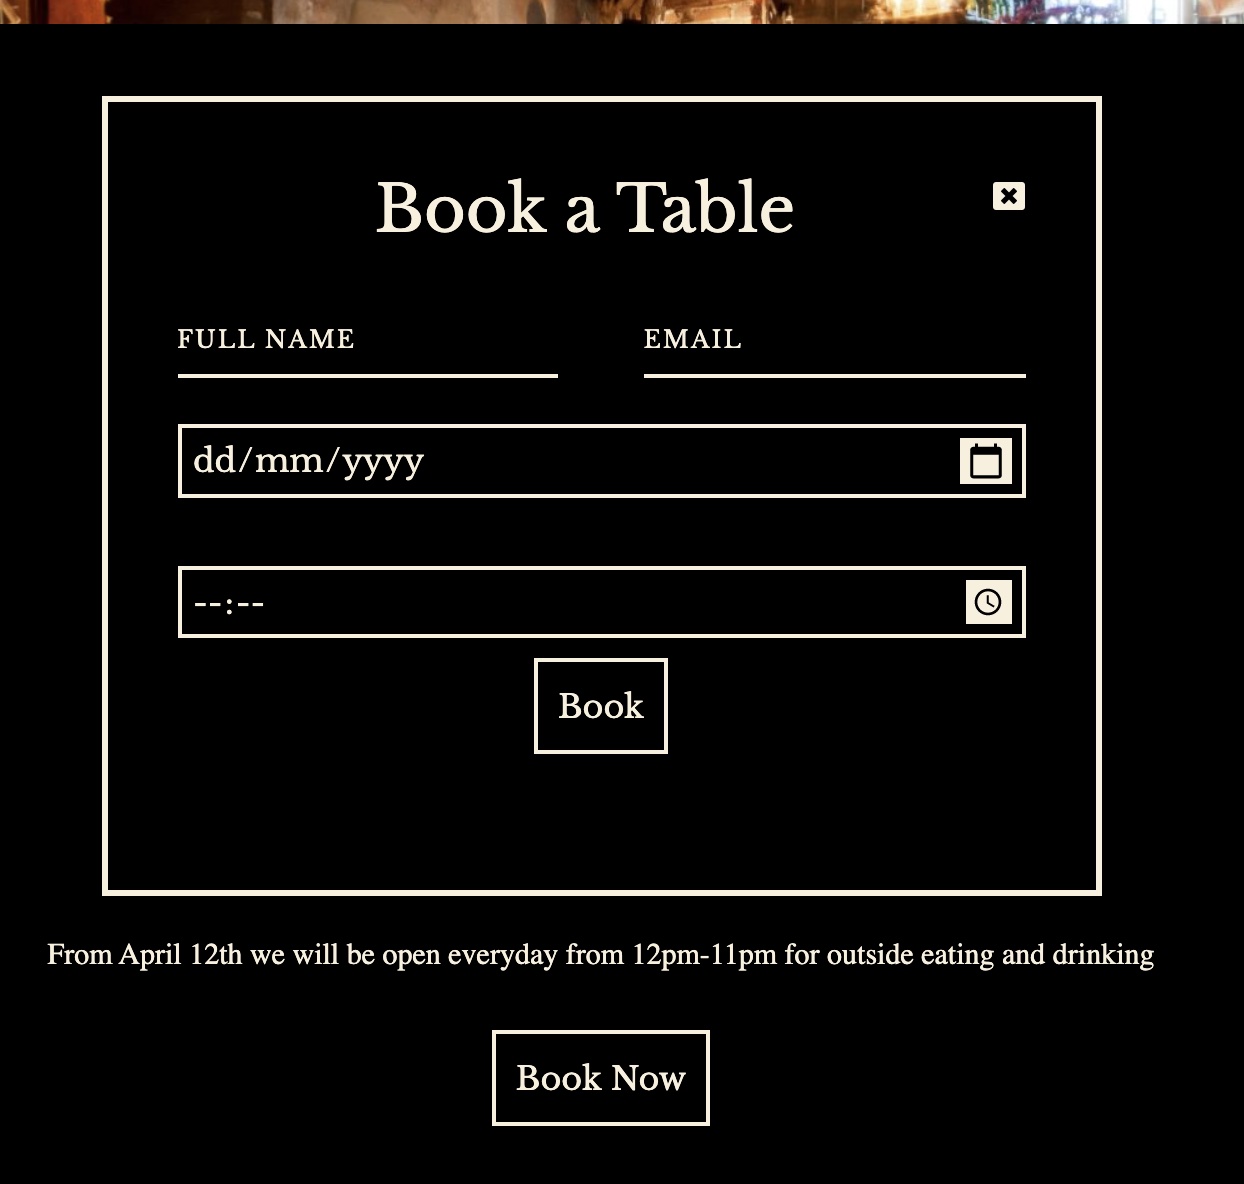 Book a Table
FULL NAME
EMAIL
dd/mm/yyyy
--:--
Book
From April 12th we will be open everyday from 12pm-11pm for outside eating and drinking
Book Now